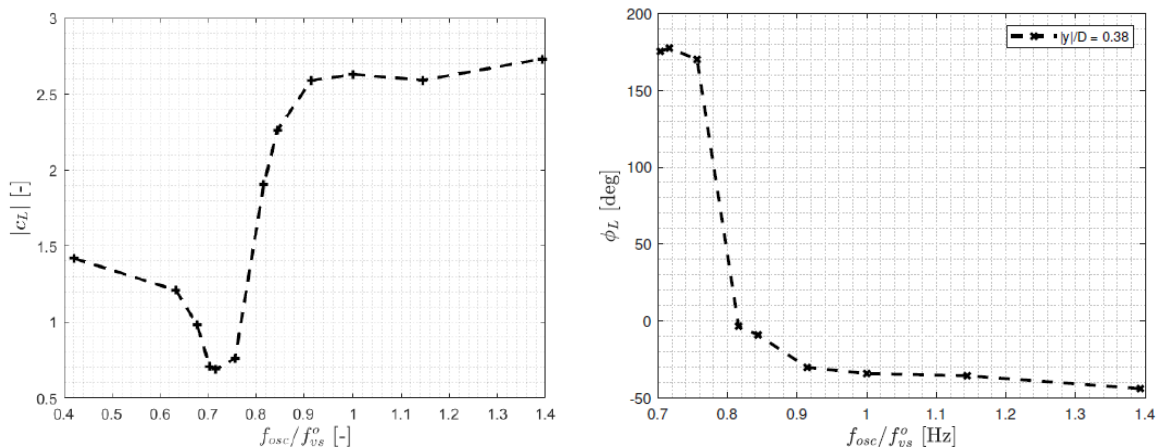 3
2.5
2
1.5
1
0.5
|c_L| [-]
0.4 0.5 0.6 0.7 0.8 0.9 1 1.1 1.2 1.3 1.4
f_osc/f_vs^o [-]
200
150
100
50
0
-50
ϕ_L [deg]
|y|/D = 0.38
0.7 0.8 0.9 1 1.1 1.2 1.3 1.4
f_osc/f_vs^o [Hz]